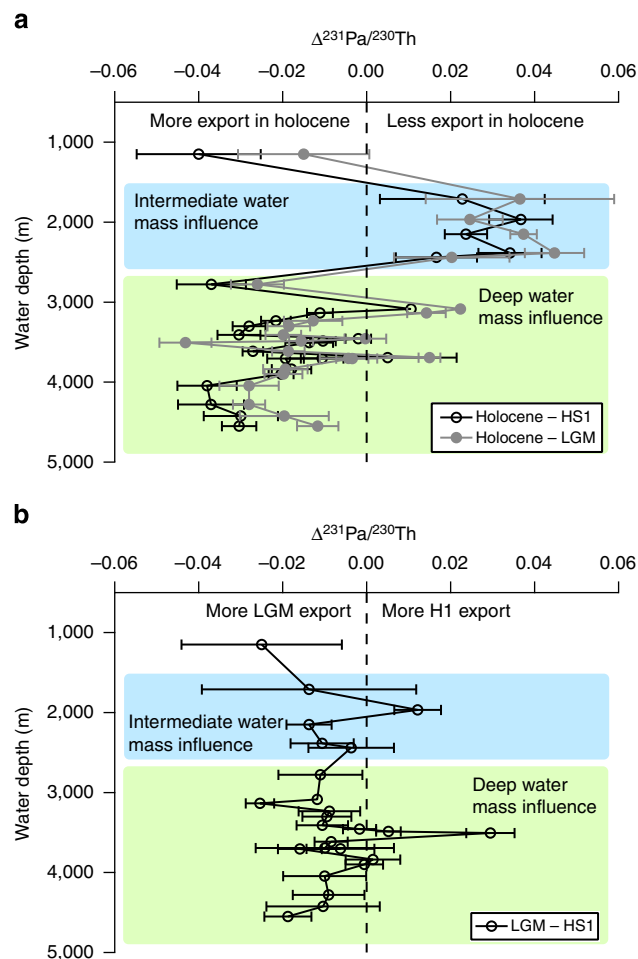 a
Δ²³¹Pa/²³⁰Th
−0.06 −0.04 −0.02 0.00 0.02 0.04 0.06
More export in holocene Less export in holocene
1,000
Intermediate water
mass influence
2,000
Water depth (m)
Deep water
mass influence
3,000
4,000
Holocene – HS1
Holocene – LGM
5,000
b
Δ²³¹Pa/²³⁰Th
−0.06 −0.04 −0.02 0.00 0.02 0.04 0.06
More LGM export More H1 export
1,000
2,000
Intermediate water
mass influence
Water depth (m)
3,000
Deep water
mass influence
4,000
LGM – HS1
5,000